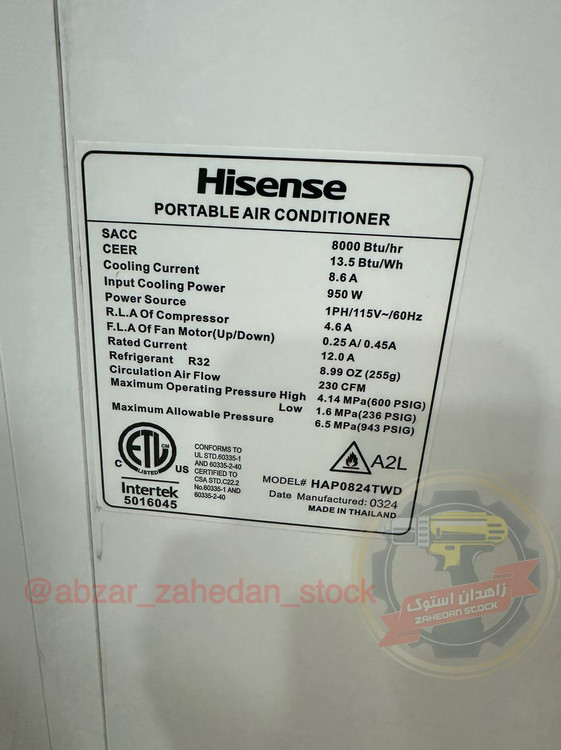 Hisense
PORTABLE AIR CONDITIONER
SACC 8000 Btu/hr
CEER 13.5 Btu/Wh
Cooling Current 8.6 A
Input Cooling Power 950 W
Power Source 1PH/115V~/60Hz
R.L.A Of Compressor 4.6 A
F.L.A Of Fan Motor(Up/Down) 0.25 A/ 0.45A
Rated Current 12.0 A
Refrigerant R32 8.99 OZ (255g)
Circulation Air Flow 230 CFM
Maximum Operating Pressure High 4.14 MPa(600 PSIG)
Low 1.6 MPa(236 PSIG)
Maximum Allowable Pressure 6.5 MPa(943 PSIG)
ETL CM
LISTED
C US
Intertek
5016045
CONFORMS TO
UL STD.60335-1
AND 60335-2-40
CERTIFIED TO
CSA STD.C22.2
No.60335-1 AND
60335-2-40
A2L
MODEL# HAP0824TWD
Date Manufactured: 0324
MADE IN THAILAND
@abzar_zahedan_stock
زاهدان استوک
ZAHEDAN STOCK